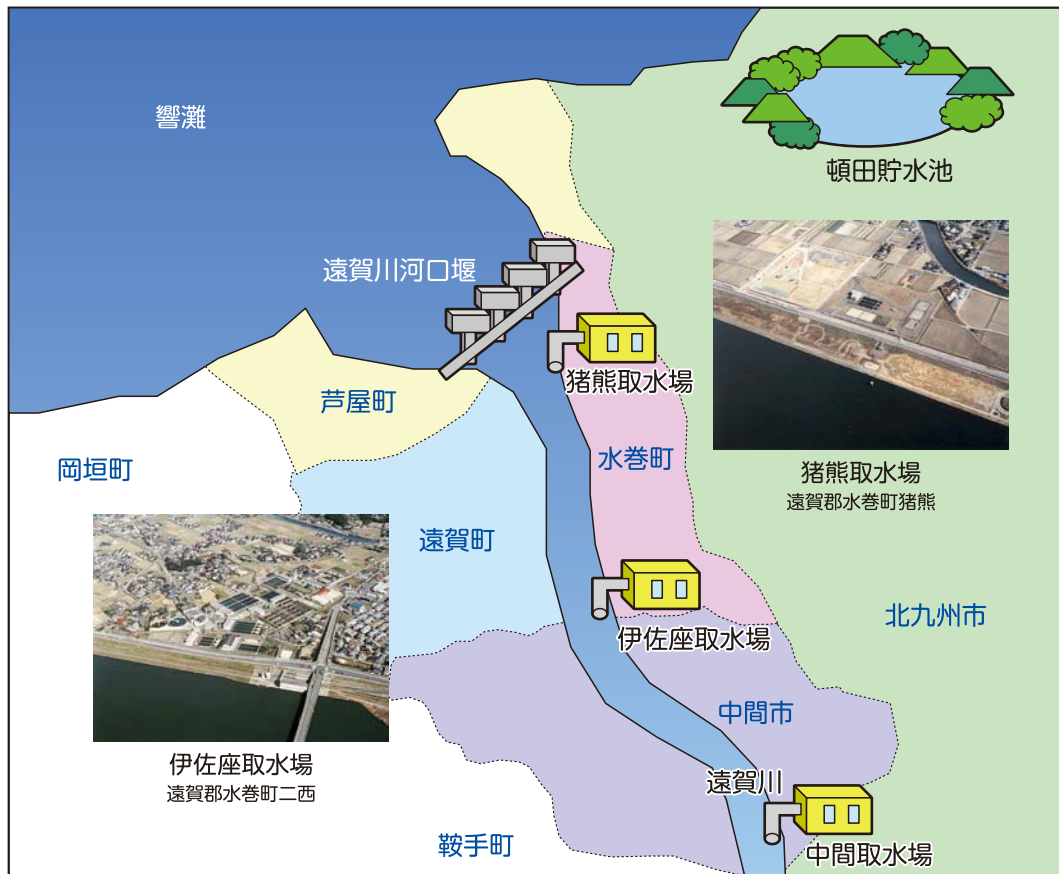 響灘
頓田貯水池
遠賀川河口堰
猪熊取水場
芦屋町
水巻町
岡垣町
猪熊取水場
遠賀郡水巻町猪熊
遠賀町
北九州市
伊佐座取水場
中間市
伊佐座取水場
遠賀郡水巻町二西
遠賀川
鞍手町
中間取水場